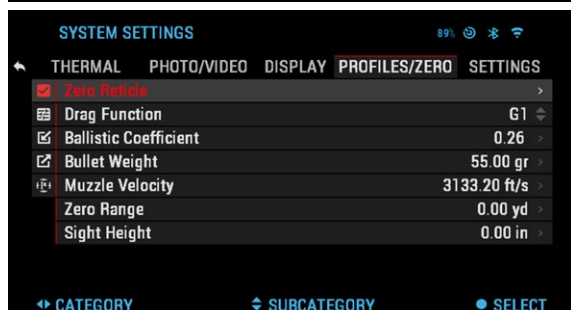 SYSTEM SETTINGS 89%
THERMAL PHOTO/VIDEO DISPLAY PROFILES/ZERO SETTINGS
Zero Reticle
Drag Function G1
Ballistic Coefficient 0.26
Bullet Weight 55.00 gr
Muzzle Velocity 3133.20 ft/s
Zero Range 0.00 yd
Sight Height 0.00 in
CATEGORY SUBCATEGORY SELECT